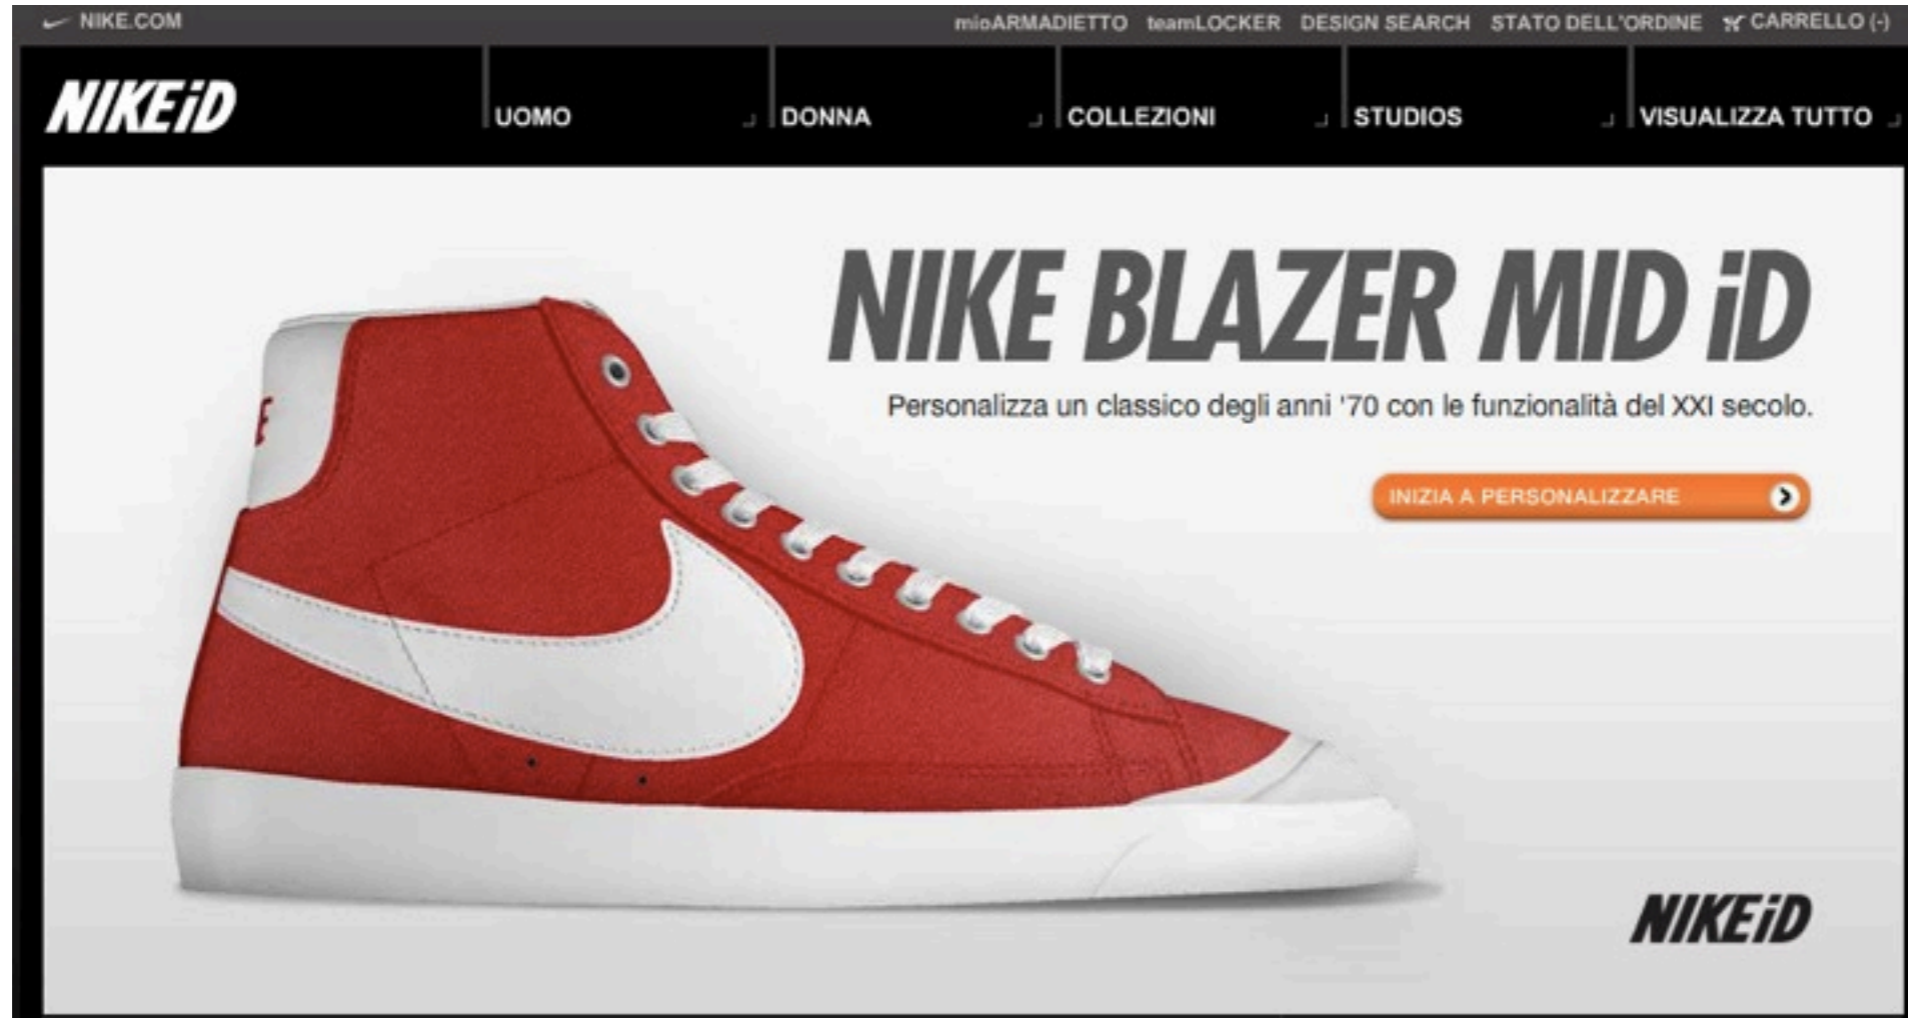 NIKE.COM
mioARMADIETTO teamLOCKER DESIGN SEARCH STATO DELL'ORDINE CARRELLO (-)
NIKEiD
UOMO DONNA COLLEZIONI STUDIOS VISUALIZZA TUTTO
NIKE BLAZER MID iD
Personalizza un classico degli anni '70 con le funzionalità del XXI secolo.
INIZIA A PERSONALIZZARE
E
NIKEiD